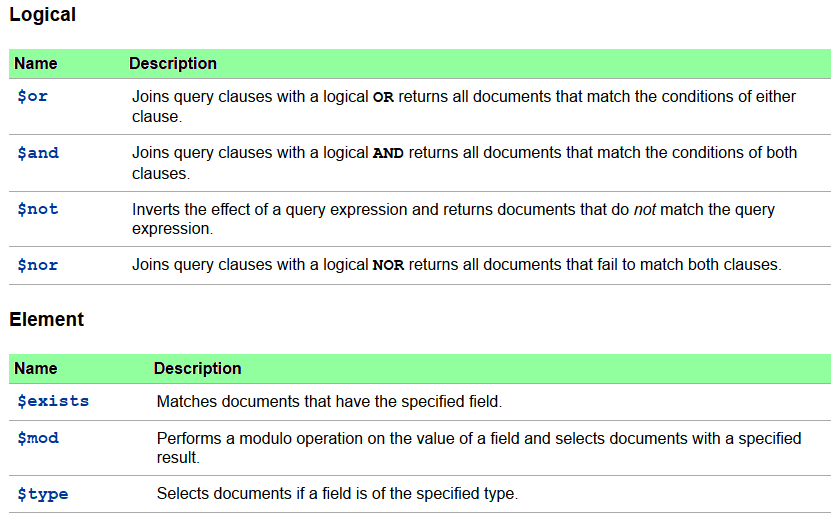 Logical
Name Description
$or Joins query clauses with a logical OR returns all documents that match the conditions of either
clause.
$and Joins query clauses with a logical AND returns all documents that match the conditions of both
clauses.
$not Inverts the effect of a query expression and returns documents that do not match the query
expression.
$nor Joins query clauses with a logical NOR returns all documents that fail to match both clauses.
Element
Name Description
$exists Matches documents that have the specified field.
$mod Performs a modulo operation on the value of a field and selects documents with a specified
result.
$type Selects documents if a field is of the specified type.